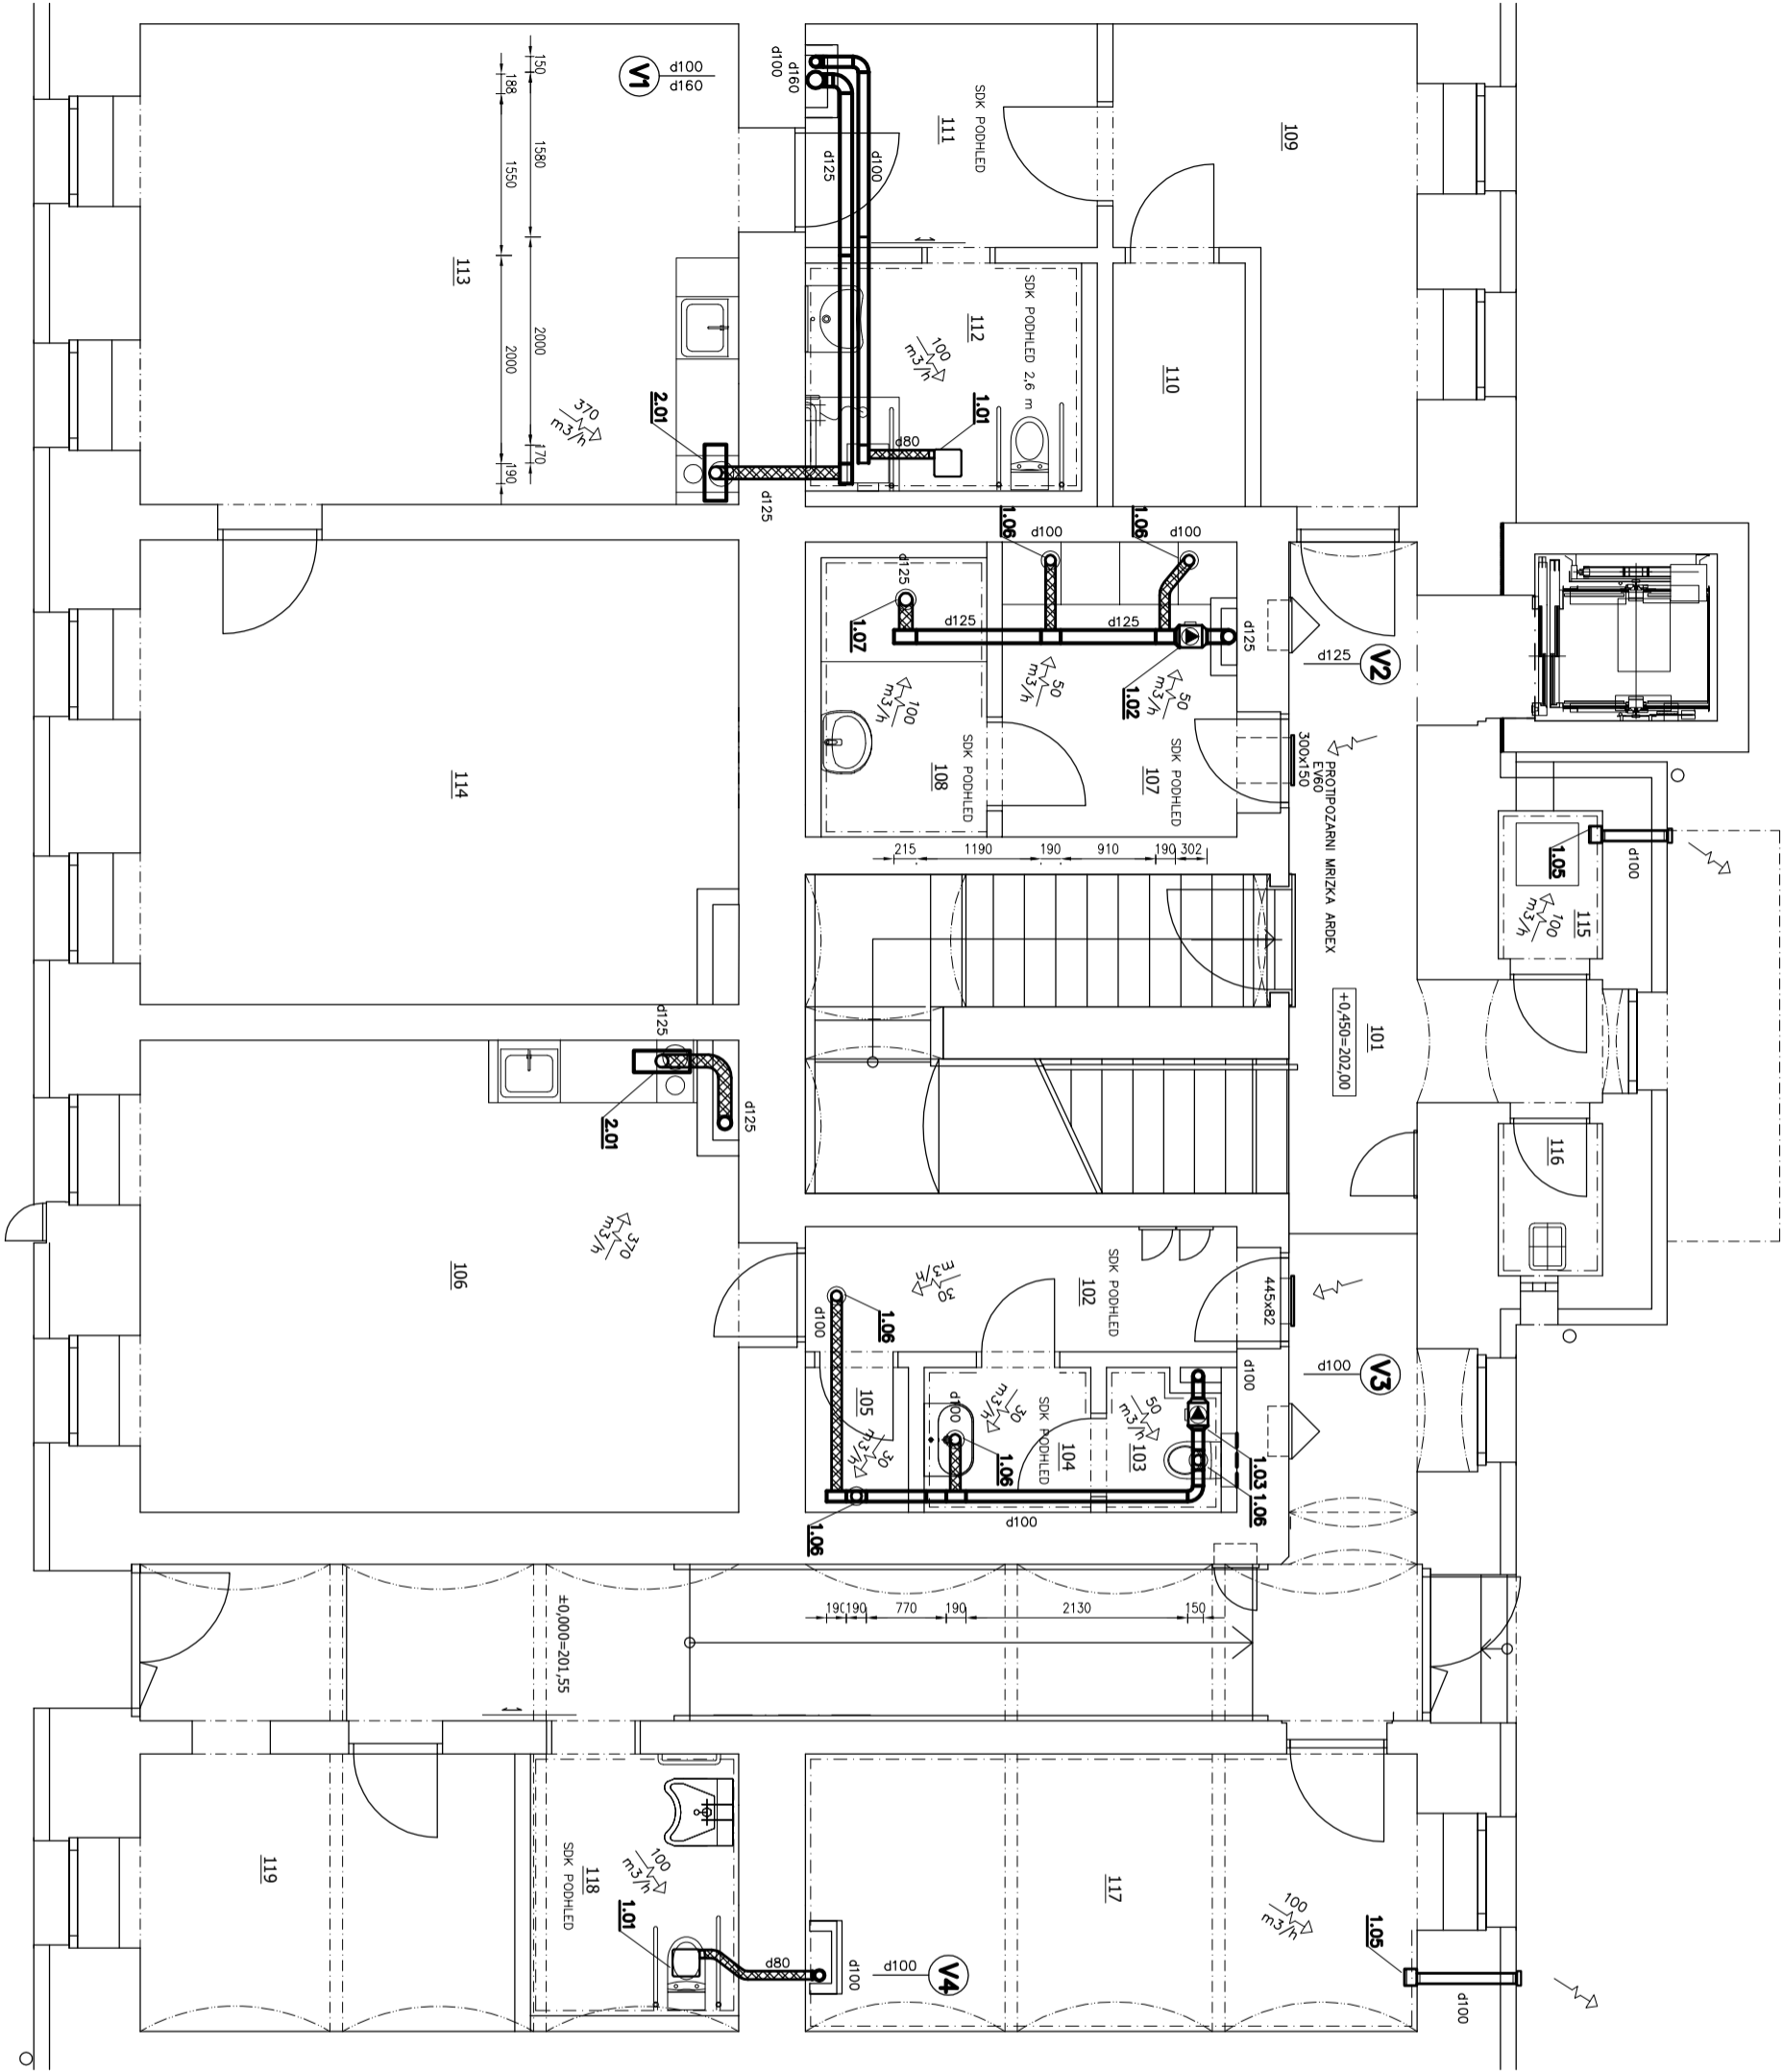 V1
d100
d160
d160
d100
150
188
1580
1550
2000
2000
170
190
113
370
m3/h
2.01
d125
d125
d100
111
SDK PODHLED
109
110
112
SDK PODHLED 2,6 m
100
m3/h
1.01
d80
1.06
d100
1.06
d100
d125
1.07
d125
d125
d125
1.02
50
m3/h
50
m3/h
100
m3/h
SDK PODHLED
108
SDK PODHLED
107
V2
d125
300x150
PROTIPOZARNI MRIZKA ARDEX
EV60
215
1190
190
910
190
302
114
1.05
d100
115
100
m3/h
101
+0,450=202,00
116
d125
d125
2.01
370
m3/h
106
102
SDK PODHLED
30
m3/h
1.06
d100
445x82
V3
d100
d100
105
30
m3/h
d100
30
m3/h
SDK PODHLED
104
1.06
50
m3/h
103
1.03
1.06
1.06
d100
190
190
770
190
2130
150
±0,000=201,55
119
118
SDK PODHLED
100
m3/h
1.01
d80
d100
V4
d100
117
100
m3/h
1.05
d100